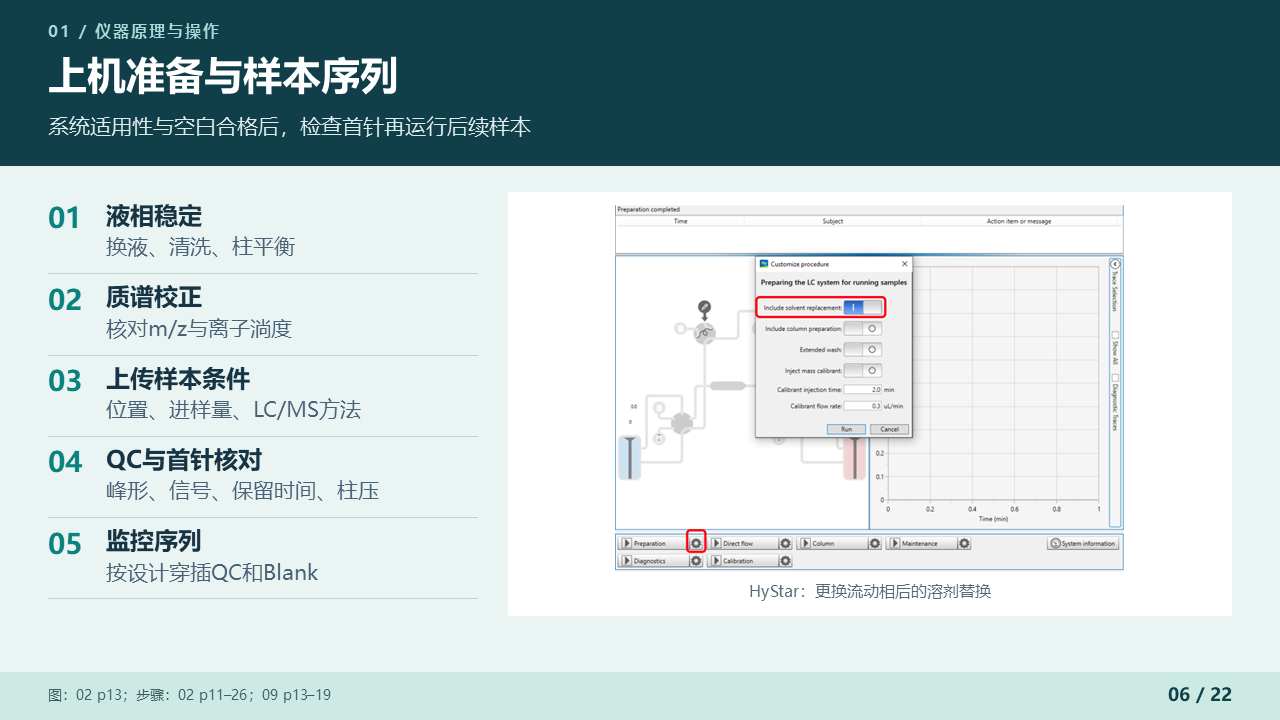 01 / 仪器原理与操作
上机准备与样本序列
系统适用性与空白合格后，检查首针再运行后续样本
01
液相稳定
换液、清洗、柱平衡
02
质谱校正
核对m/z与离子淌度
03
上传样本条件
位置、进样量、LC/MS方法
04
QC与首针核对
峰形、信号、保留时间、柱压
05
监控序列
按设计穿插QC和Blank
Preparation completed
Time Subject Action item or message
Customize procedure
Preparing the LC system for running samples
Include solvent replacement:
Include column preparation:
Extended wash:
Inject mass calibrant:
Calibrant injection time: 2.0 min
Calibrant flow rate: 0.3 uL/min
Run Cancel
0.0
0
Trace Selection
Show All
Diagnostic Traces
0.2
0.1
0
0 0.2 0.4 0.6 0.8 1
Time (min)
Preparation Direct flow Column Maintenance System information
Diagnostics Calibration
HyStar：更换流动相后的溶剂替换
图：02 p13；步骤：02 p11–26；09 p13–19
06 / 22